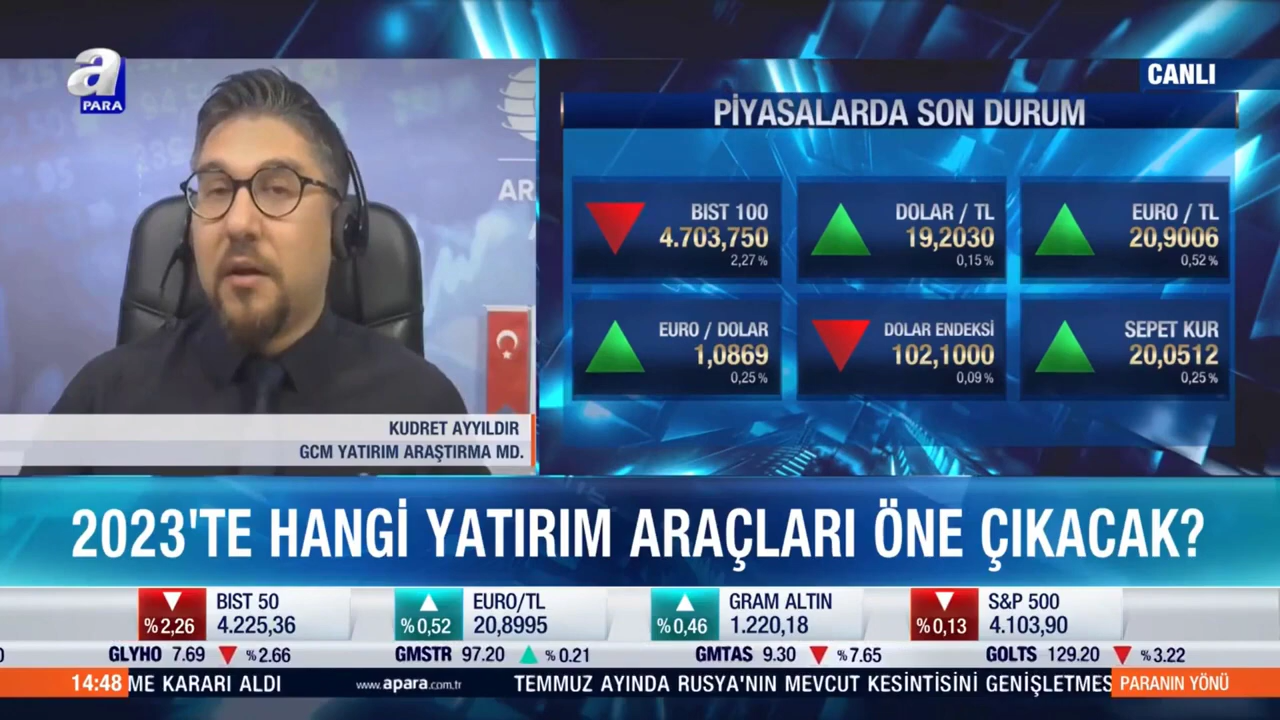 a
PARA
AR
CANLI
PİYASALARDA SON DURUM
BIST 100
4.703,750
2,27 %
DOLAR / TL
19,2030
0,15 %
EURO / TL
20,9006
0,52 %
EURO / DOLAR
1,0869
0,25 %
DOLAR ENDEKSİ
102,1000
0,09 %
SEPET KUR
20,0512
0,25 %
KUDRET AYYILDIR
GCM YATIRIM ARAŞTIRMA MD.
2023'TE HANGİ YATIRIM ARAÇLARI ÖNE ÇIKACAK?
%2,26 BIST 50 4.225,36
%0,52 EURO/TL 20,8995
%0,46 GRAM ALTIN 1.220,18
%0,13 S&P 500 4.103,90
GLYHO 7.69 %2.66 GMSTR 97.20 %0.21 GMTAS 9.30 %7.65 GOLTS 129.20 %3.22
14:48 ME KARARI ALDI www.apara.com.tr TEMMUZ AYINDA RUSYA'NIN MEVCUT KESİNTİSİNİ GENİŞLETMES PARANIN YÖNÜ